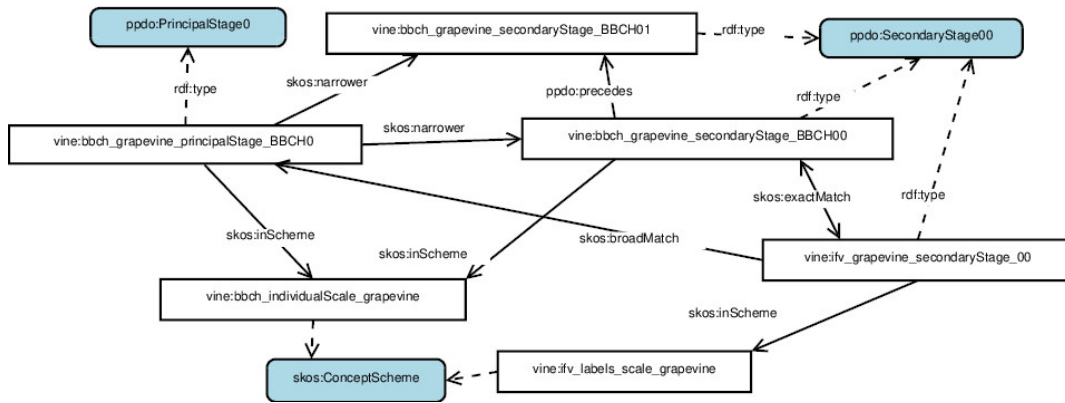 ppdo:PrincipalStage0
vine:bbch_grapevine_secondaryStage_BBCH01
rdf:type
ppdo:SecondaryStage00
rdf:type
skos:narrower
ppdo:precedes
rdf:type
vine:bbch_grapevine_principalStage_BBCH0
skos:narrower
vine:bbch_grapevine_secondaryStage_BBCH00
skos:exactMatch
rdf:type
skos:inScheme
skos:inScheme
skos:broadMatch
vine:ifv_grapevine_secondaryStage_00
vine:bbch_individualScale_grapevine
skos:inScheme
skos:ConceptScheme
vine:ifv_labels_scale_grapevine